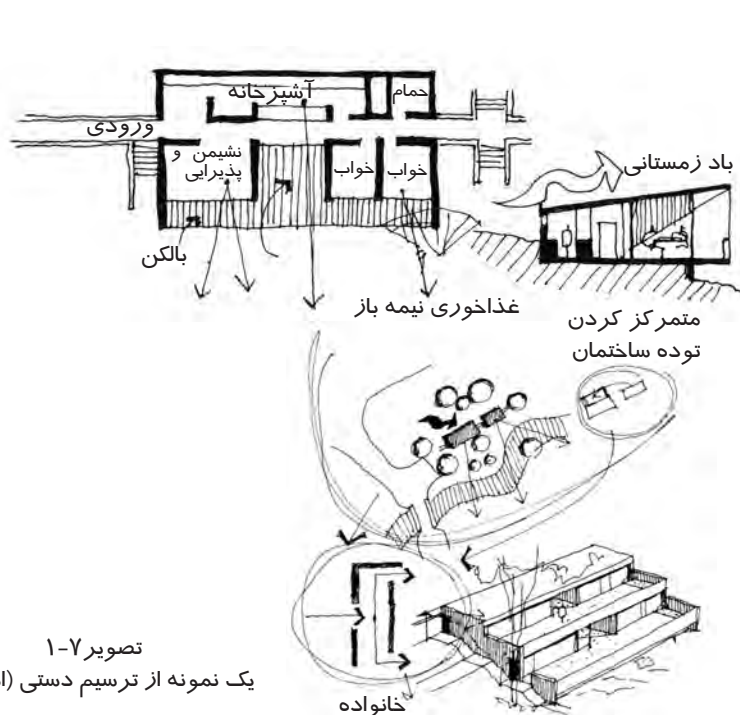 آشپزخانه
حمام
ورودی
نشیمن و
پذیرایی
خواب
خواب
باد زمستانی
بالکن
غذاخوری نیمه باز
متمرکز کردن
توده ساختمان
تصویر ۷-۱
یک نمونه از ترسیم دستی
خانواده